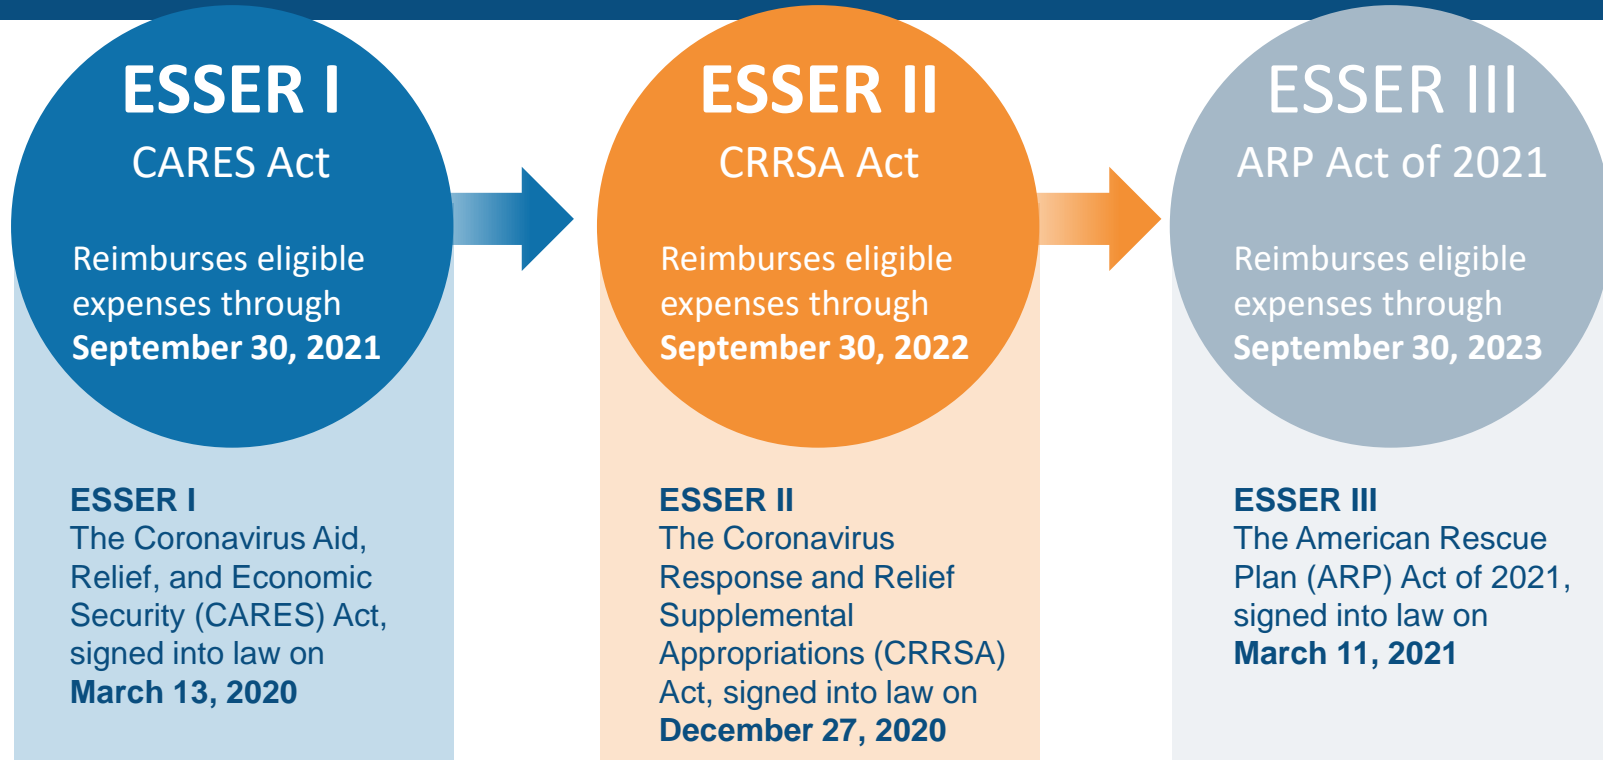 ESSER I
CARES Act
Reimburses eligible
expenses through
September 30, 2021
ESSER I
The Coronavirus Aid,
Relief, and Economic
Security (CARES) Act,
signed into law on
March 13, 2020
ESSER II
CRRSA Act
Reimburses eligible
expenses through
September 30, 2022
ESSER II
The Coronavirus
Response and Relief
Supplemental
Appropriations (CRRSA)
Act, signed into law on
December 27, 2020
ESSER III
ARP Act of 2021
Reimburses eligible
expenses through
September 30, 2023
ESSER III
The American Rescue
Plan (ARP) Act of 2021,
signed into law on
March 11, 2021